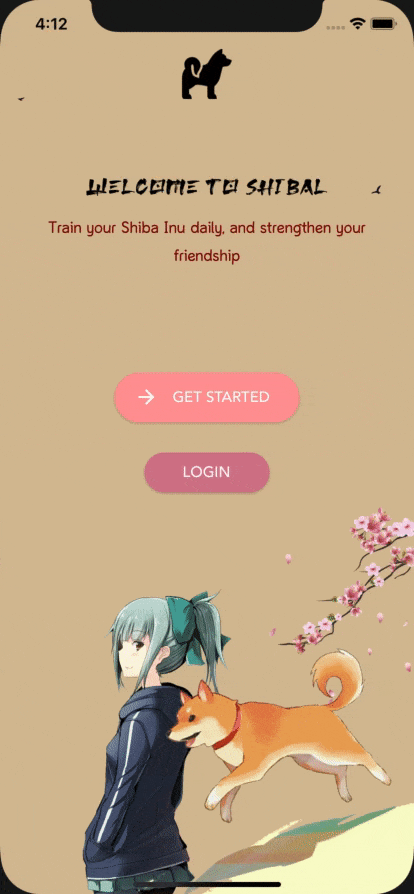 4:12
WELCOME TO SHIBAL
Train your Shiba Inu daily, and strengthen your
friendship
GET STARTED
LOGIN